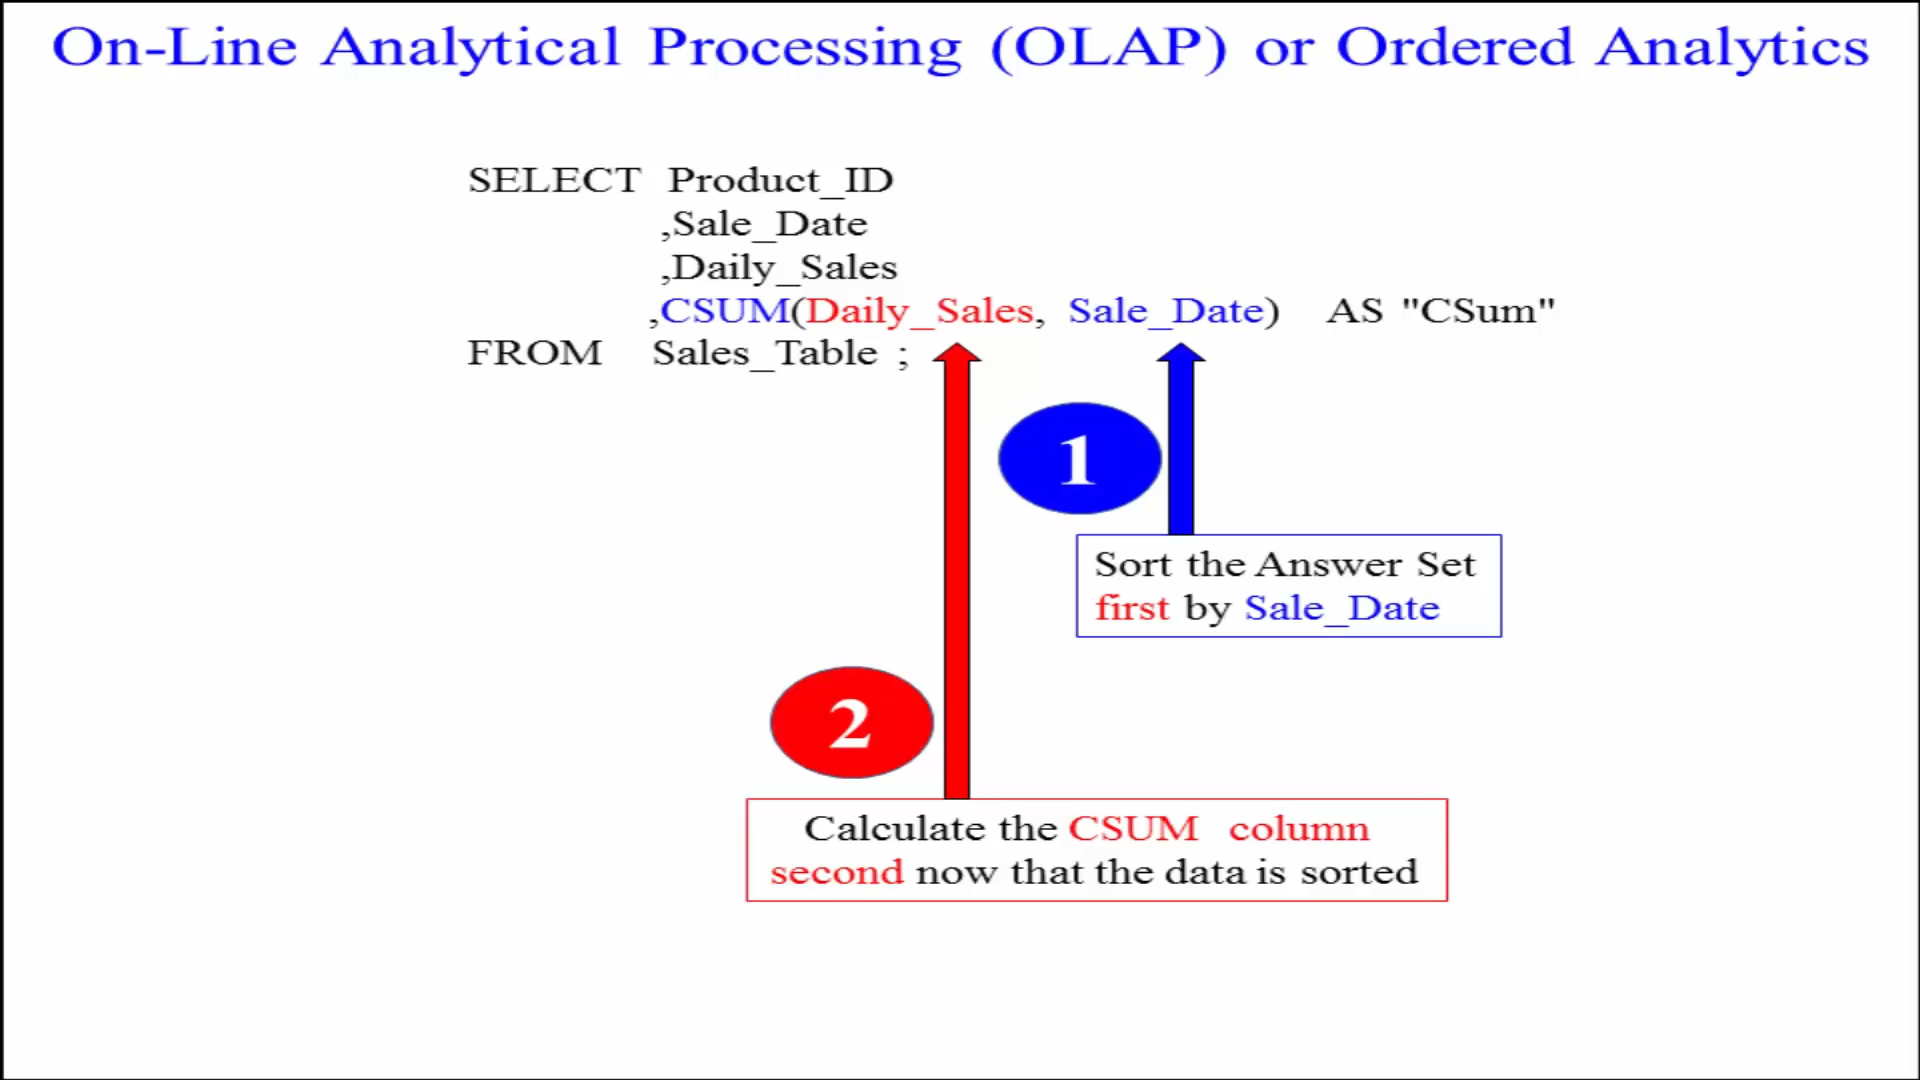 On-Line Analytical Processing (OLAP) or Ordered Analytics
SELECT Product_ID
,Sale_Date
,Daily_Sales
,CSUM(Daily_Sales, Sale_Date) AS "CSum"
FROM Sales_Table ;
1
Sort the Answer Set
first by Sale_Date
2
Calculate the CSUM column
second now that the data is sorted